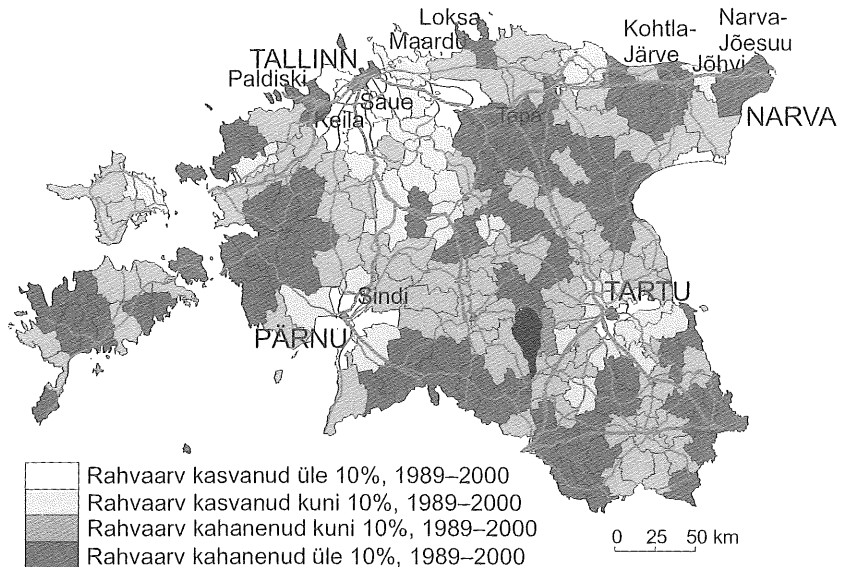 Loksa
Maardu
Kohtla-
Järve
Narva-
Jõesuu
TALLINN
Jõhvi
Paldiski
Saue
Keila
Tapa
NARVA
Sindi
TARTU
PÄRNU
Rahvaarv kasvanud üle 10%, 1989–2000
Rahvaarv kasvanud kuni 10%, 1989–2000
Rahvaarv kahanenud kuni 10%, 1989–2000
Rahvaarv kahanenud üle 10%, 1989–2000
0 25 50 km